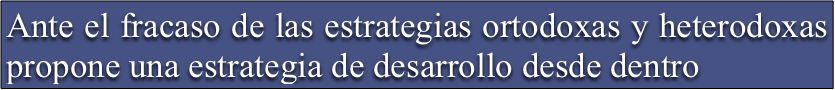 Ante el fracaso de las estrategias ortodoxas y heterodoxas
propone una estrategia de desarrollo desde dentro